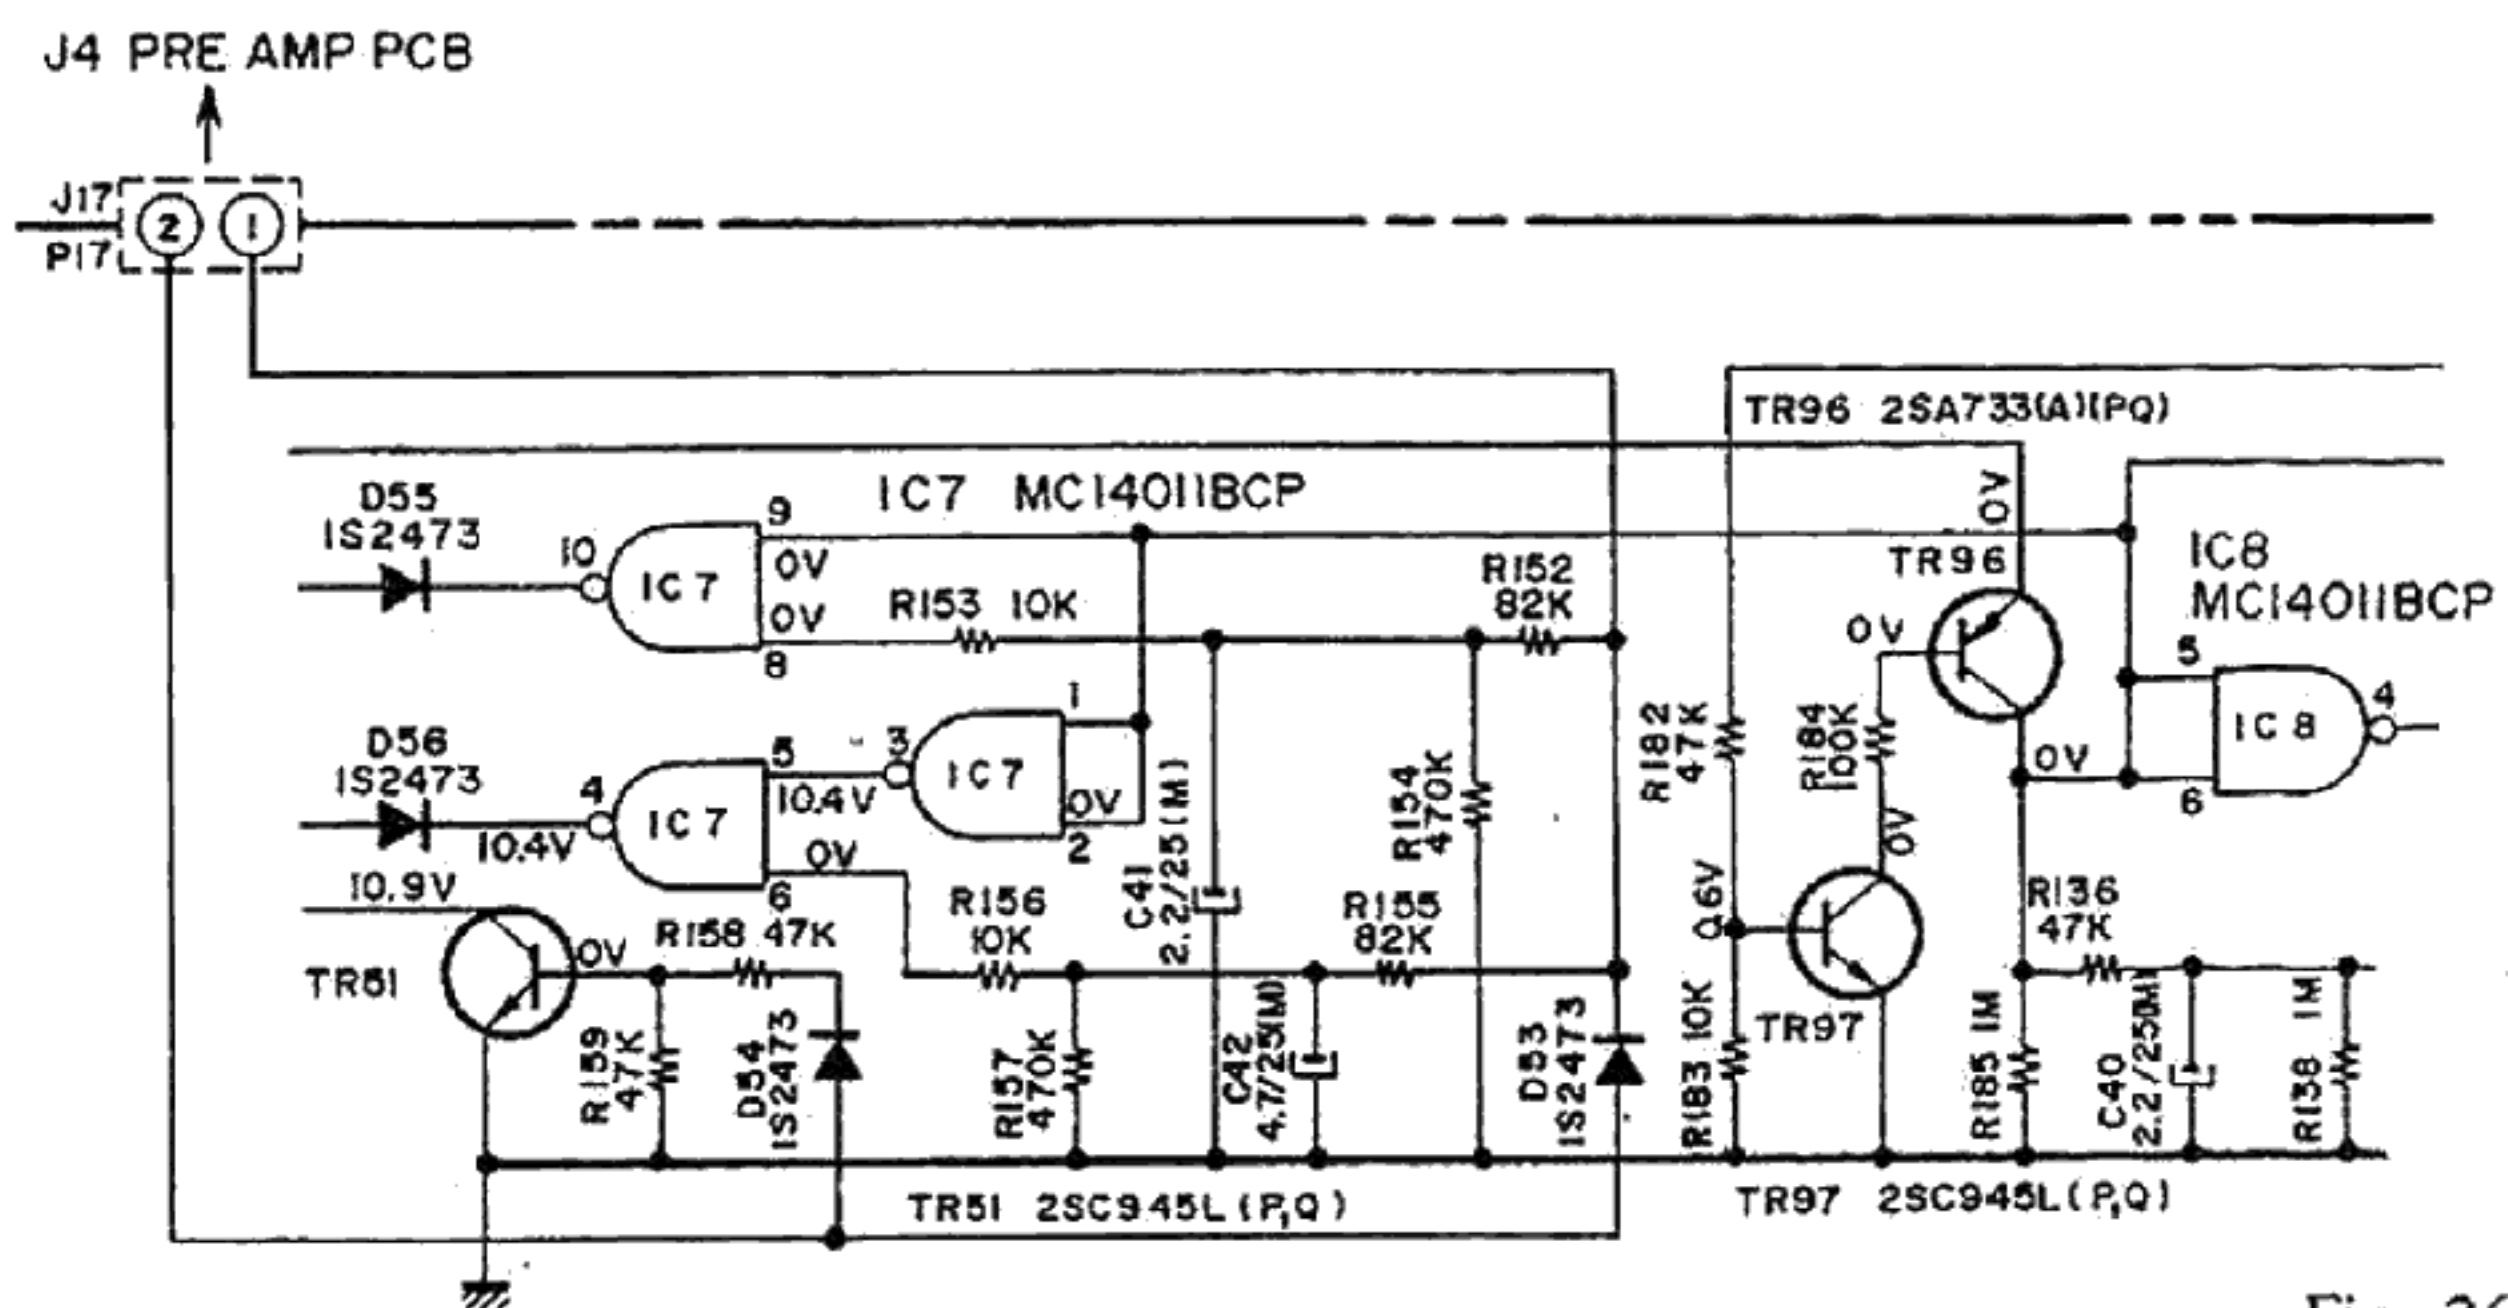 J4 PRE AMP PCB
J17
2
1
P17
TR96 2SA733(A)(PQ)
D55
1S2473
10
IC7
9
0V
0V
8
IC7 MC14011BCP
R153 10K
R152
82K
0V
TR96
0V
IC8
MC14011BCP
5
IC8
4
6
0V
D56
1S2473
4
10.4V
IC7
5
10.4V
0V
6
3
IC7
1
0V
2
C41
2.2/25(M)
R154
470K
R182
47K
R184
100K
0V
0.6V
10.9V
TR51
0V
R158 47K
R156
10K
R155
82K
R136
47K
R159
47K
D54
1S2473
R157
470K
C42
4.7/25(M)
D53
1S2473
R183 10K
TR97
R185 1M
C40
2.2/25(M)
R138 1M
TR51 2SC945L(P,Q)
TR97 2SC945L(P,Q)